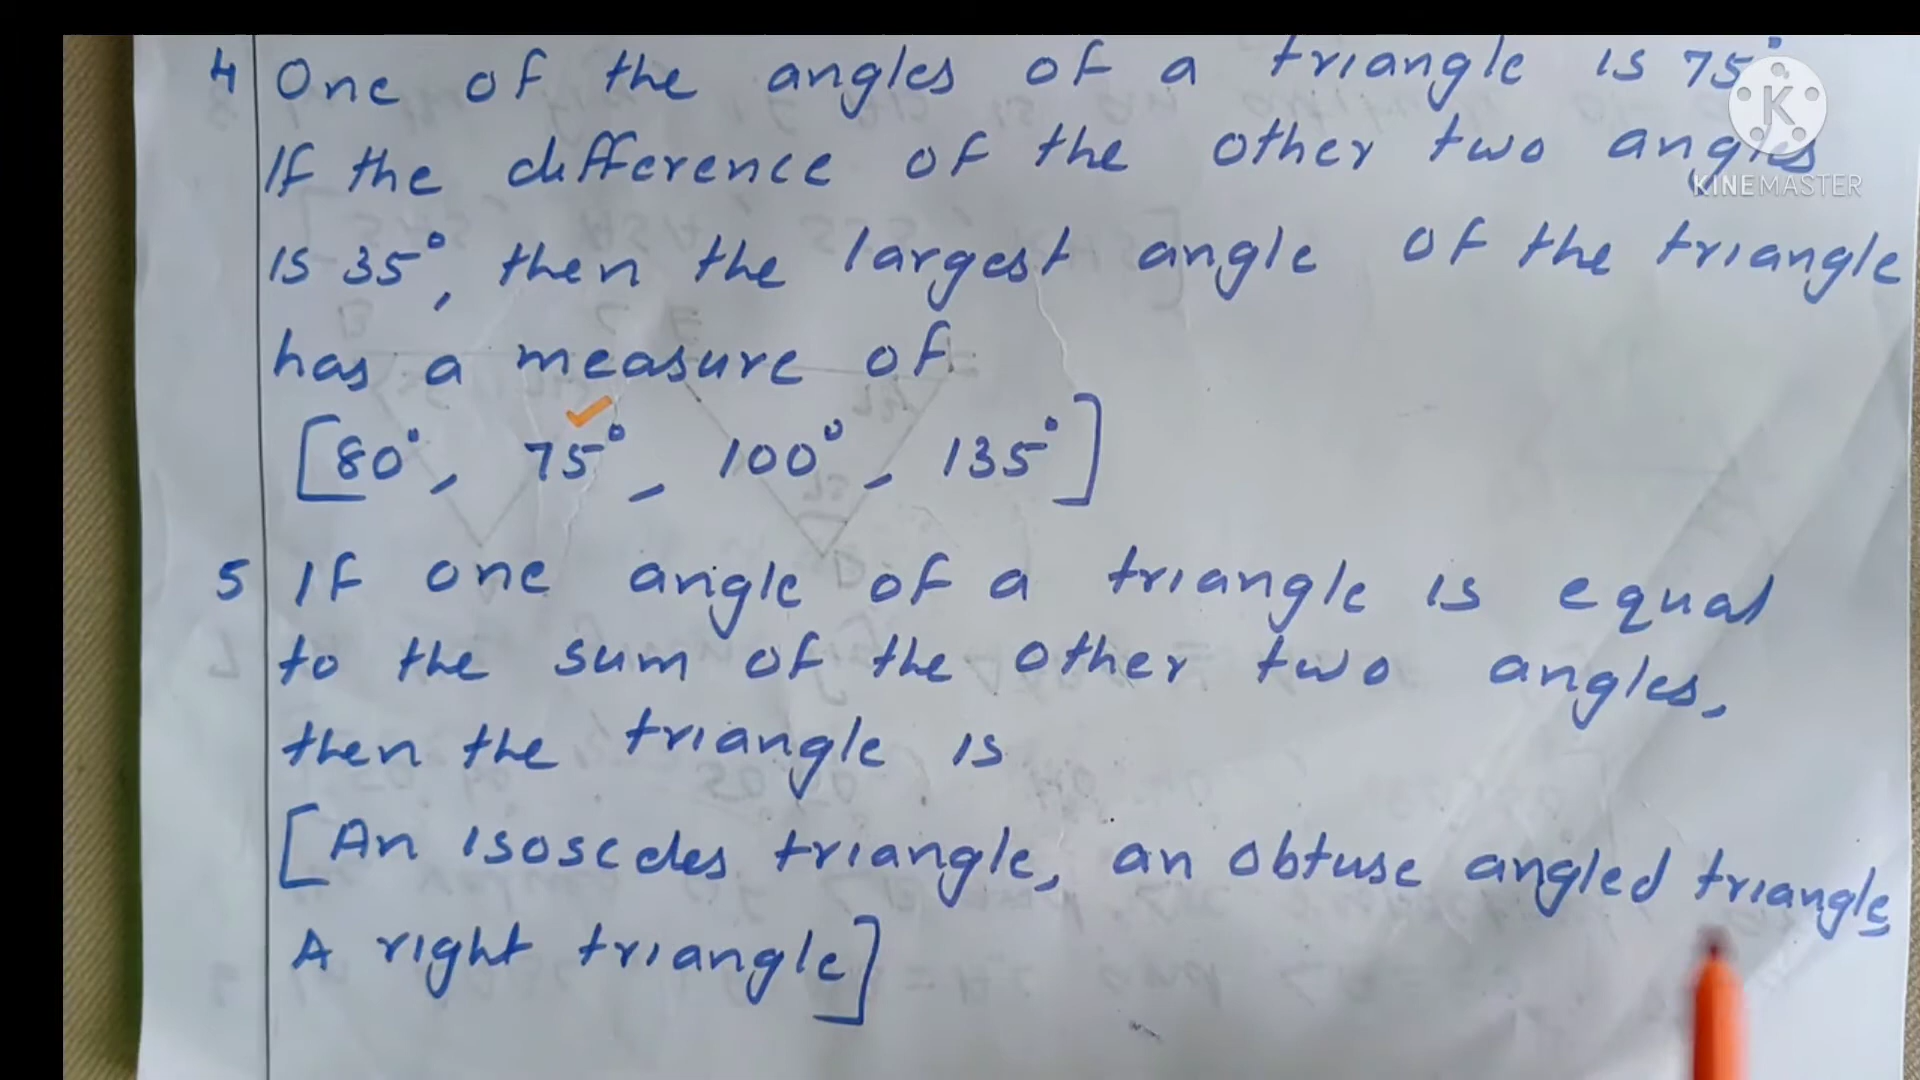 4 One of the angles of a triangle is 75°
If the difference of the other two angles
KINEMASTER
is 35°, then the largest angle of the triangle
has a measure of
[80°, 75°, 100°, 135°]
5 If one angle of a triangle is equal
to the sum of the other two angles,
then the triangle is
[An isosceles triangle, an obtuse angled triangle
A right triangle]